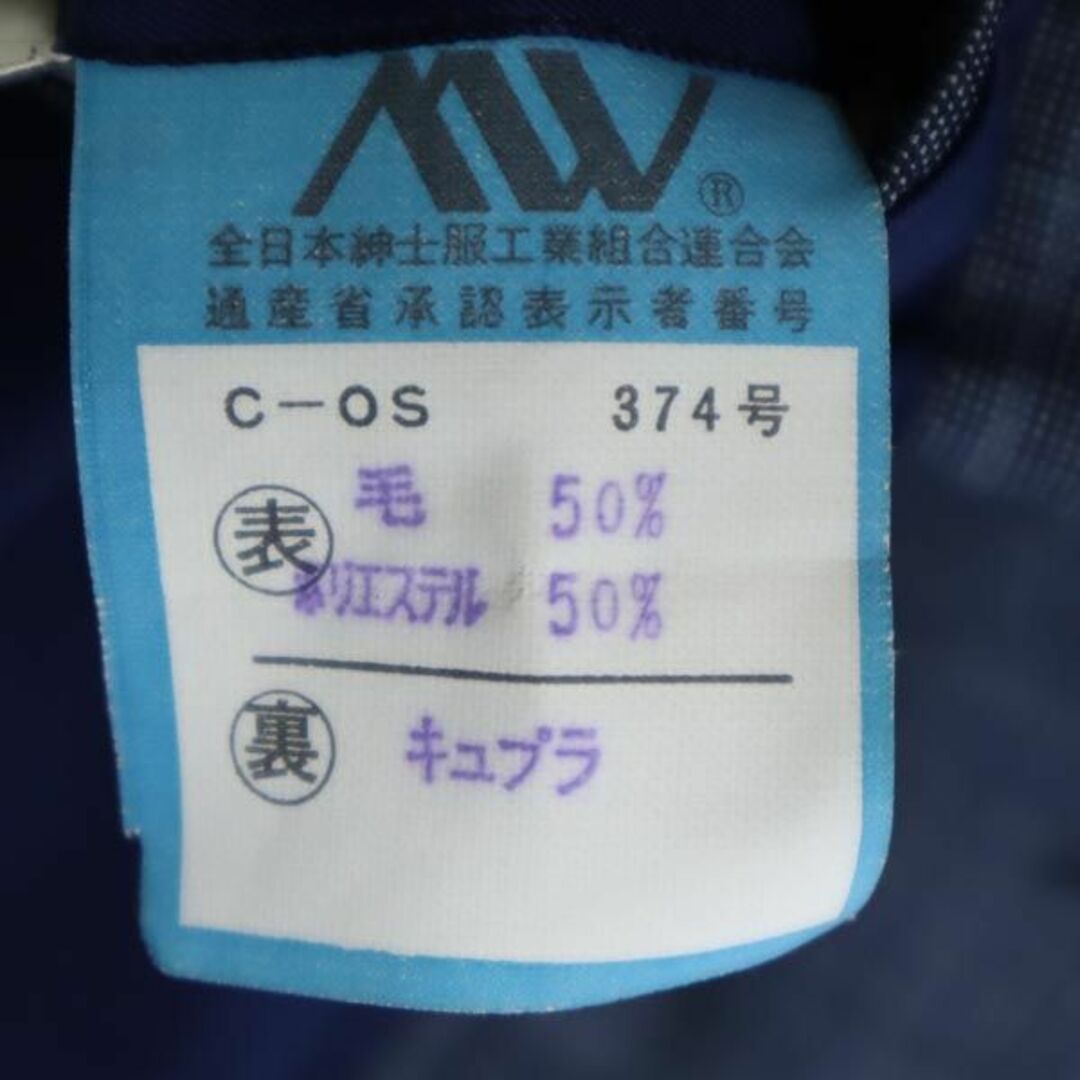 MW®
全日本紳士服工業組合連合会
通産省承認表示者番号
C-OS 374号
表 毛 50%
ポリエステル 50%
裏 キュプラ